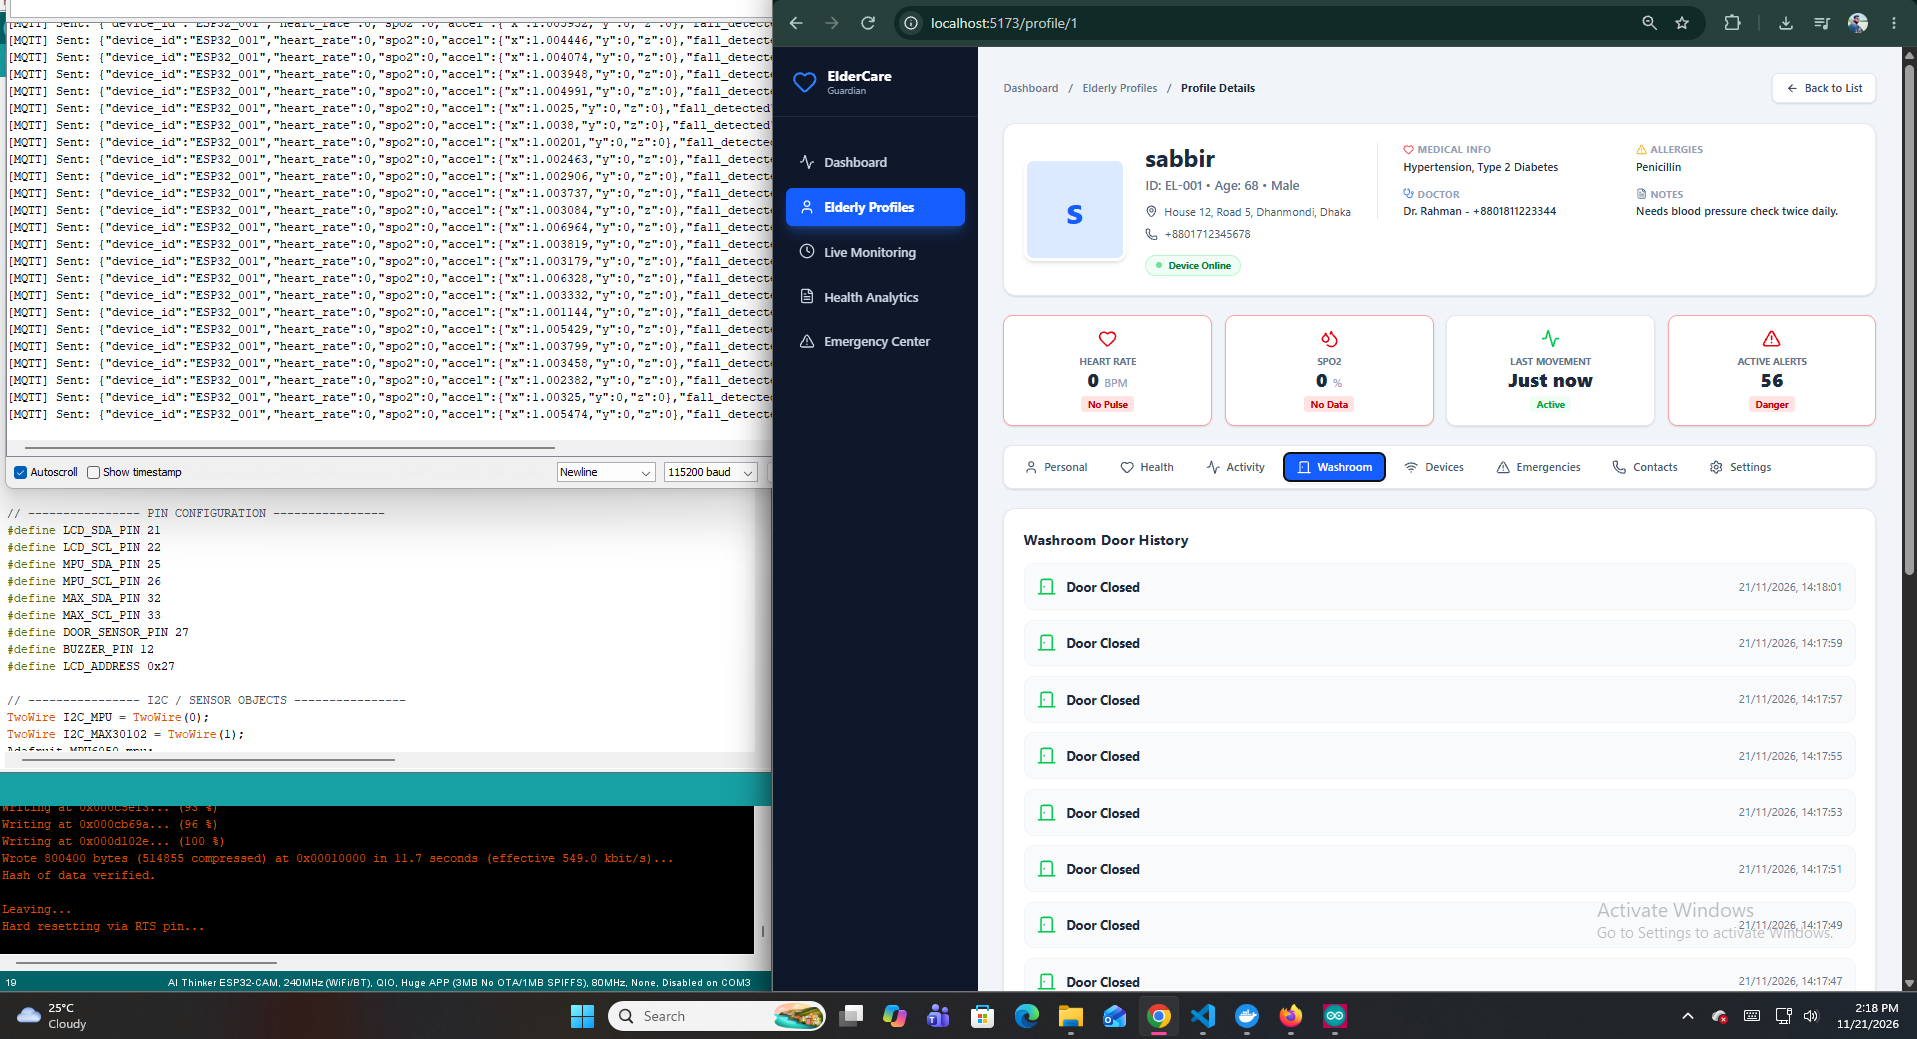 [MQTT] Sent: {"device_id":"ESP32_001","heart_rate":0,"spo2":0,"accel":{"x":1.004446,"y":0,"z":0},"fall_detecte
[MQTT] Sent: {"device_id":"ESP32_001","heart_rate":0,"spo2":0,"accel":{"x":1.004074,"y":0,"z":0},"fall_detecte
[MQTT] Sent: {"device_id":"ESP32_001","heart_rate":0,"spo2":0,"accel":{"x":1.003948,"y":0,"z":0},"fall_detecte
[MQTT] Sent: {"device_id":"ESP32_001","heart_rate":0,"spo2":0,"accel":{"x":1.004991,"y":0,"z":0},"fall_detecte
[MQTT] Sent: {"device_id":"ESP32_001","heart_rate":0,"spo2":0,"accel":{"x":1.0025,"y":0,"z":0},"fall_detected"
[MQTT] Sent: {"device_id":"ESP32_001","heart_rate":0,"spo2":0,"accel":{"x":1.0038,"y":0,"z":0},"fall_detected"
[MQTT] Sent: {"device_id":"ESP32_001","heart_rate":0,"spo2":0,"accel":{"x":1.00201,"y":0,"z":0},"fall_detected
[MQTT] Sent: {"device_id":"ESP32_001","heart_rate":0,"spo2":0,"accel":{"x":1.002463,"y":0,"z":0},"fall_detecte
[MQTT] Sent: {"device_id":"ESP32_001","heart_rate":0,"spo2":0,"accel":{"x":1.002906,"y":0,"z":0},"fall_detecte
[MQTT] Sent: {"device_id":"ESP32_001","heart_rate":0,"spo2":0,"accel":{"x":1.003737,"y":0,"z":0},"fall_detecte
[MQTT] Sent: {"device_id":"ESP32_001","heart_rate":0,"spo2":0,"accel":{"x":1.003084,"y":0,"z":0},"fall_detecte
[MQTT] Sent: {"device_id":"ESP32_001","heart_rate":0,"spo2":0,"accel":{"x":1.006964,"y":0,"z":0},"fall_detecte
[MQTT] Sent: {"device_id":"ESP32_001","heart_rate":0,"spo2":0,"accel":{"x":1.003819,"y":0,"z":0},"fall_detecte
[MQTT] Sent: {"device_id":"ESP32_001","heart_rate":0,"spo2":0,"accel":{"x":1.003179,"y":0,"z":0},"fall_detecte
[MQTT] Sent: {"device_id":"ESP32_001","heart_rate":0,"spo2":0,"accel":{"x":1.006328,"y":0,"z":0},"fall_detecte
[MQTT] Sent: {"device_id":"ESP32_001","heart_rate":0,"spo2":0,"accel":{"x":1.003332,"y":0,"z":0},"fall_detecte
[MQTT] Sent: {"device_id":"ESP32_001","heart_rate":0,"spo2":0,"accel":{"x":1.001144,"y":0,"z":0},"fall_detecte
[MQTT] Sent: {"device_id":"ESP32_001","heart_rate":0,"spo2":0,"accel":{"x":1.005429,"y":0,"z":0},"fall_detecte
[MQTT] Sent: {"device_id":"ESP32_001","heart_rate":0,"spo2":0,"accel":{"x":1.003799,"y":0,"z":0},"fall_detecte
[MQTT] Sent: {"device_id":"ESP32_001","heart_rate":0,"spo2":0,"accel":{"x":1.003458,"y":0,"z":0},"fall_detecte
[MQTT] Sent: {"device_id":"ESP32_001","heart_rate":0,"spo2":0,"accel":{"x":1.002382,"y":0,"z":0},"fall_detecte
[MQTT] Sent: {"device_id":"ESP32_001","heart_rate":0,"spo2":0,"accel":{"x":1.00325,"y":0,"z":0},"fall_detected
[MQTT] Sent: {"device_id":"ESP32_001","heart_rate":0,"spo2":0,"accel":{"x":1.005474,"y":0,"z":0},"fall_detecte
Autoscroll Show timestamp Newline 115200 baud
// ---------------- PIN CONFIGURATION ----------------
#define LCD_SDA_PIN 21
#define LCD_SCL_PIN 22
#define MPU_SDA_PIN 25
#define MPU_SCL_PIN 26
#define MAX_SDA_PIN 32
#define MAX_SCL_PIN 33
#define DOOR_SENSOR_PIN 27
#define BUZZER_PIN 12
#define LCD_ADDRESS 0x27
// ---------------- I2C / SENSOR OBJECTS ----------------
TwoWire I2C_MPU = TwoWire(0);
TwoWire I2C_MAX30102 = TwoWire(1);
Adafruit_MPU6050 mpu;
Writing at 0x000cb69a... (96 %)
Writing at 0x000d102e... (100 %)
Wrote 800400 bytes (514855 compressed) at 0x00010000 in 11.7 seconds (effective 549.0 kbit/s)...
Hash of data verified.
Leaving...
Hard resetting via RTS pin...
19 AI Thinker ESP32-CAM, 240MHz (WiFi/BT), QIO, Huge APP (3MB No OTA/1MB SPIFFS), 80MHz, None, Disabled on COM3
localhost:5173/profile/1
ElderCare
Guardian
Dashboard
Elderly Profiles
Live Monitoring
Health Analytics
Emergency Center
Dashboard / Elderly Profiles / Profile Details
Back to List
S
sabbir
ID: EL-001 • Age: 68 • Male
House 12, Road 5, Dhanmondi, Dhaka
+8801712345678
Device Online
MEDICAL INFO
Hypertension, Type 2 Diabetes
DOCTOR
Dr. Rahman - +8801811223344
ALLERGIES
Penicillin
NOTES
Needs blood pressure check twice daily.
HEART RATE
0 BPM
No Pulse
SPO2
0 %
No Data
LAST MOVEMENT
Just now
Active
ACTIVE ALERTS
56
Danger
Personal Health Activity Washroom Devices Emergencies Contacts Settings
Washroom Door History
Door Closed 21/11/2026, 14:18:01
Door Closed 21/11/2026, 14:17:59
Door Closed 21/11/2026, 14:17:57
Door Closed 21/11/2026, 14:17:55
Door Closed 21/11/2026, 14:17:53
Door Closed 21/11/2026, 14:17:51
Door Closed 21/11/2026, 14:17:49
Door Closed 21/11/2026, 14:17:47
Activate Windows
Go to Settings to activate Windows.
25°C
Cloudy
Search
2:18 PM
11/21/2026